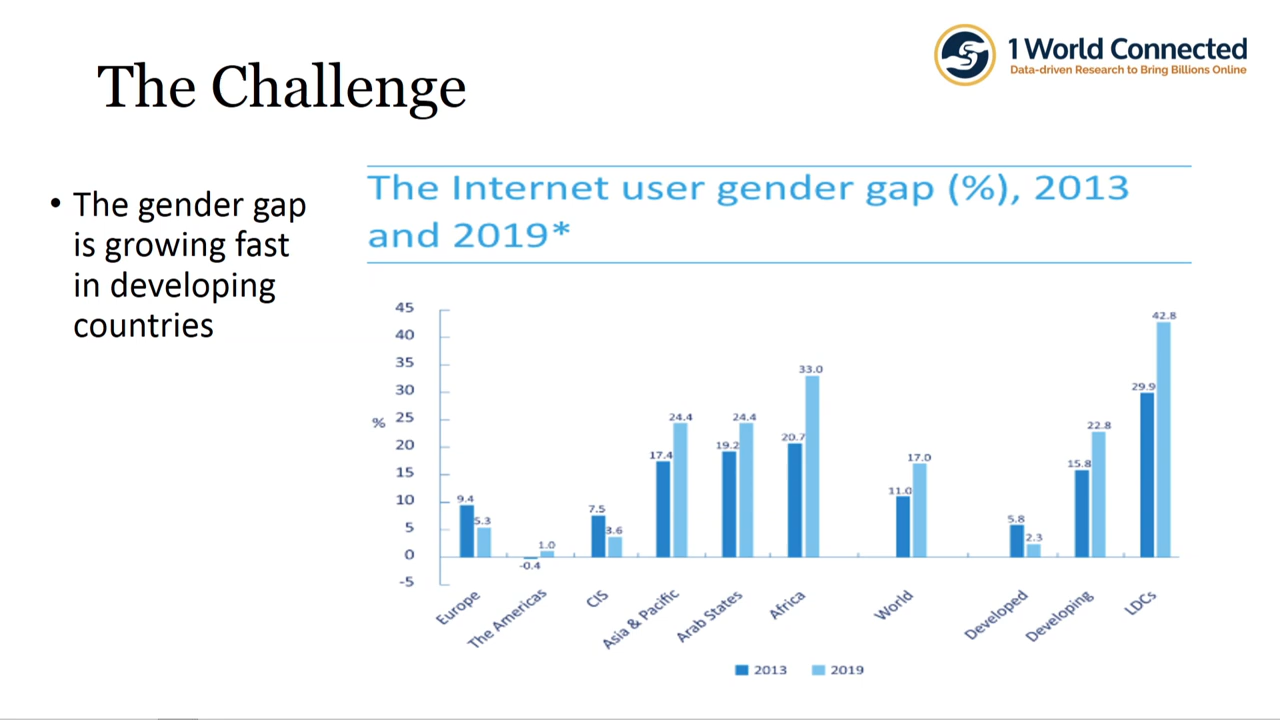 The Challenge
1 World Connected
Data-driven Research to Bring Billions Online
• The gender gap
is growing fast
in developing
countries
The Internet user gender gap (%), 2013
and 2019*
%
45
40
35
30
25
20
15
10
5
0
-5
9.4
5.3
-0.4
1.0
7.5
3.6
17.4
24.4
19.2
24.4
20.7
33.0
11.0
17.0
5.8
2.3
15.8
22.8
29.9
42.8
Europe
The Americas
CIS
Asia & Pacific
Arab States
Africa
World
Developed
Developing
LDCs
2013
2019